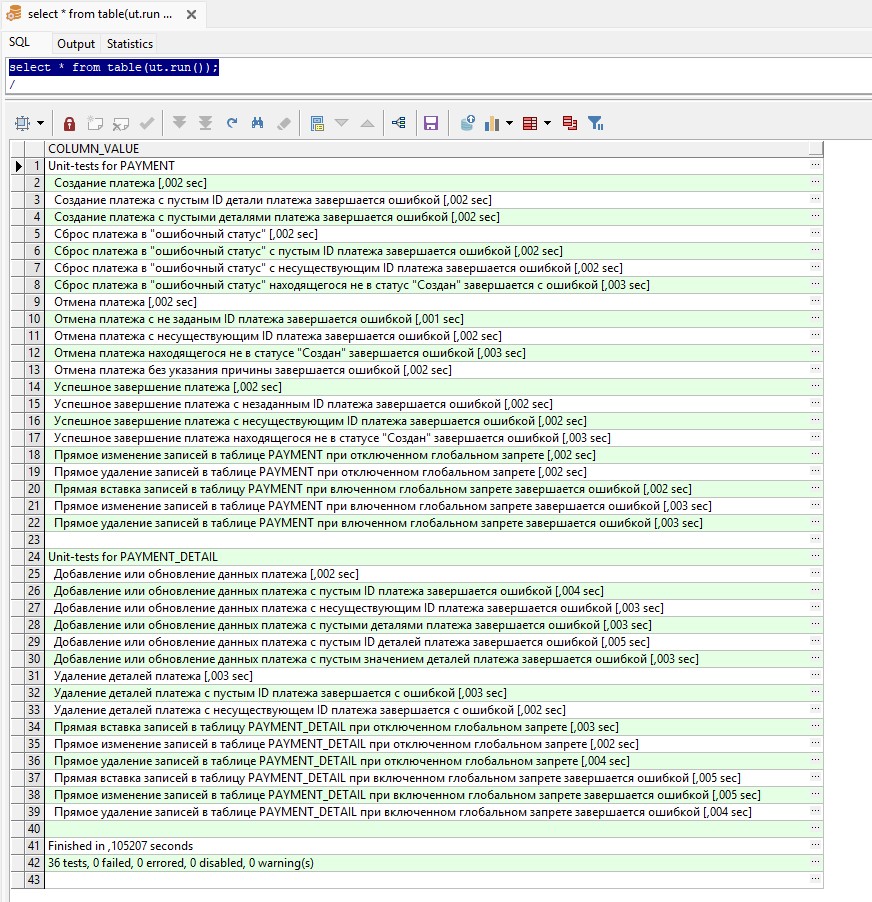 select * from table(ut.run ...
SQL Output Statistics
select * from table(ut.run());
/
COLUMN_VALUE
1 Unit-tests for PAYMENT
2 Создание платежа [,002 sec]
3 Создание платежа с пустым ID детали платежа завершается ошибкой [,002 sec]
4 Создание платежа с пустыми деталями платежа завершается ошибкой [,002 sec]
5 Сброс платежа в "ошибочный статус" [,002 sec]
6 Сброс платежа в "ошибочный статус" с пустым ID платежа завершается ошибкой [,002 sec]
7 Сброс платежа в "ошибочный статус" с несуществующим ID платежа завершается ошибкой [,002 sec]
8 Сброс платежа в "ошибочный статус" находящегося не в статус "Создан" завершается с ошибкой [,003 sec]
9 Отмена платежа [,002 sec]
10 Отмена платежа с не заданым ID платежа завершается ошибкой [,001 sec]
11 Отмена платежа с несуществующим ID платежа завершается ошибкой [,002 sec]
12 Отмена платежа находящегося не в статусе "Создан" завершается ошибкой [,003 sec]
13 Отмена платежа без указания причины завершается ошибкой [,002 sec]
14 Успешное завершение платежа [,002 sec]
15 Успешное завершение платежа с незаданным ID платежа завершается ошибкой [,002 sec]
16 Успешное завершение платежа с несуществующим ID платежа завершается ошибкой [,002 sec]
17 Успешное завершение платежа находящегося не в статусе "Создан" завершается ошибкой [,003 sec]
18 Прямое изменение записей в таблице PAYMENT при отключенном глобальном запрете [,002 sec]
19 Прямое удаление записей в таблице PAYMENT при отключенном глобальном запрете [,002 sec]
20 Прямая вставка записей в таблицу PAYMENT при влюченном глобальном запрете завершается ошибкой [,002 sec]
21 Прямое изменение записей в таблице PAYMENT при влюченном глобальном запрете завершается ошибкой [,003 sec]
22 Прямое удаление записей в таблице PAYMENT при влюченном глобальном запрете завершается ошибкой [,003 sec]
23
24 Unit-tests for PAYMENT_DETAIL
25 Добавление или обновление данных платежа [,002 sec]
26 Добавление или обновление данных платежа с пустым ID платежа завершается ошибкой [,004 sec]
27 Добавление или обновление данных платежа с несуществующим ID платежа завершается ошибкой [,003 sec]
28 Добавление или обновление данных платежа с пустыми деталями платежа завершается ошибкой [,003 sec]
29 Добавление или обновление данных платежа с пустым ID деталей платежа завершается ошибкой [,005 sec]
30 Добавление или обновление данных платежа с пустым значением деталей платежа завершается ошибкой [,003 sec]
31 Удаление деталей платежа [,003 sec]
32 Удаление деталей платежа с пустым ID платежа завершается с ошибкой [,003 sec]
33 Удаление деталей платежа с несуществующем ID платежа завершается с ошибкой [,002 sec]
34 Прямая вставка записей в таблицу PAYMENT_DETAIL при отключенном глобальном запрете [,003 sec]
35 Прямое изменение записей в таблице PAYMENT_DETAIL при отключенном глобальном запрете [,002 sec]
36 Прямое удаление записей в таблице PAYMENT_DETAIL при отключенном глобальном запрете [,004 sec]
37 Прямая вставка записей в таблицу PAYMENT_DETAIL при включенном глобальном запрете завершается ошибкой [,005 sec]
38 Прямое изменение записей в таблице PAYMENT_DETAIL при включенном глобальном запрете завершается ошибкой [,005 sec]
39 Прямое удаление записей в таблице PAYMENT_DETAIL при включенном глобальном запрете завершается ошибкой [,004 sec]
40
41 Finished in ,105207 seconds
42 36 tests, 0 failed, 0 errored, 0 disabled, 0 warning(s)
43